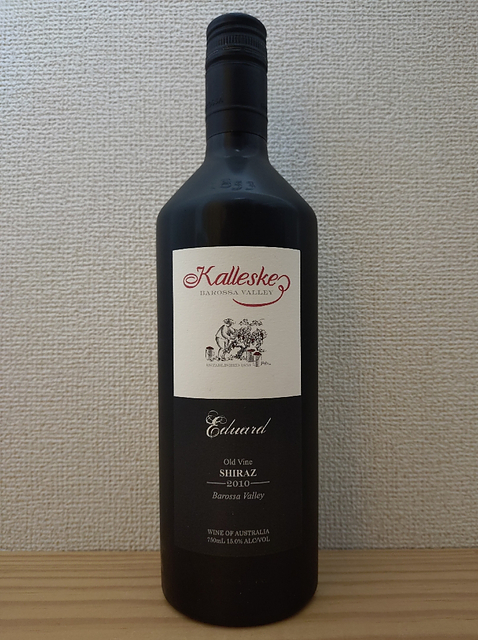 Kalleske
BAROSSA VALLEY
Eduard
Old Vine
SHIRAZ
2010
Barossa Valley
WINE OF AUSTRALIA
750mL 15.0% ALC/VOL